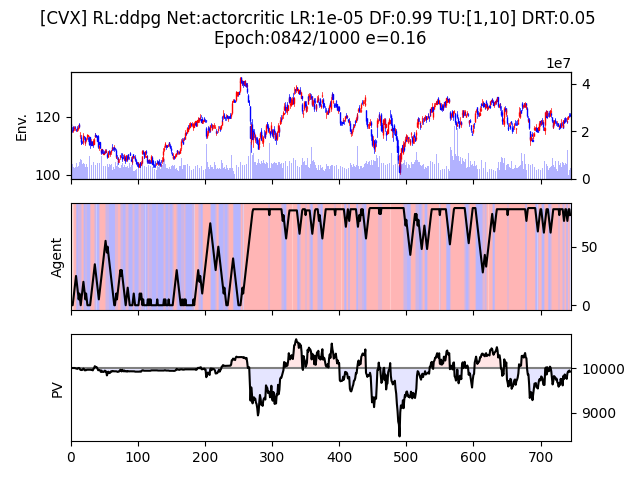 [CVX] RL:ddpg Net:actorcritic LR:1e-05 DF:0.99 TU:[1,10] DRT:0.05
Epoch:0842/1000 e=0.16
1e7
Env.
120
100
4
2
0
Agent
50
0
PV
10000
9000
0 100 200 300 400 500 600 700